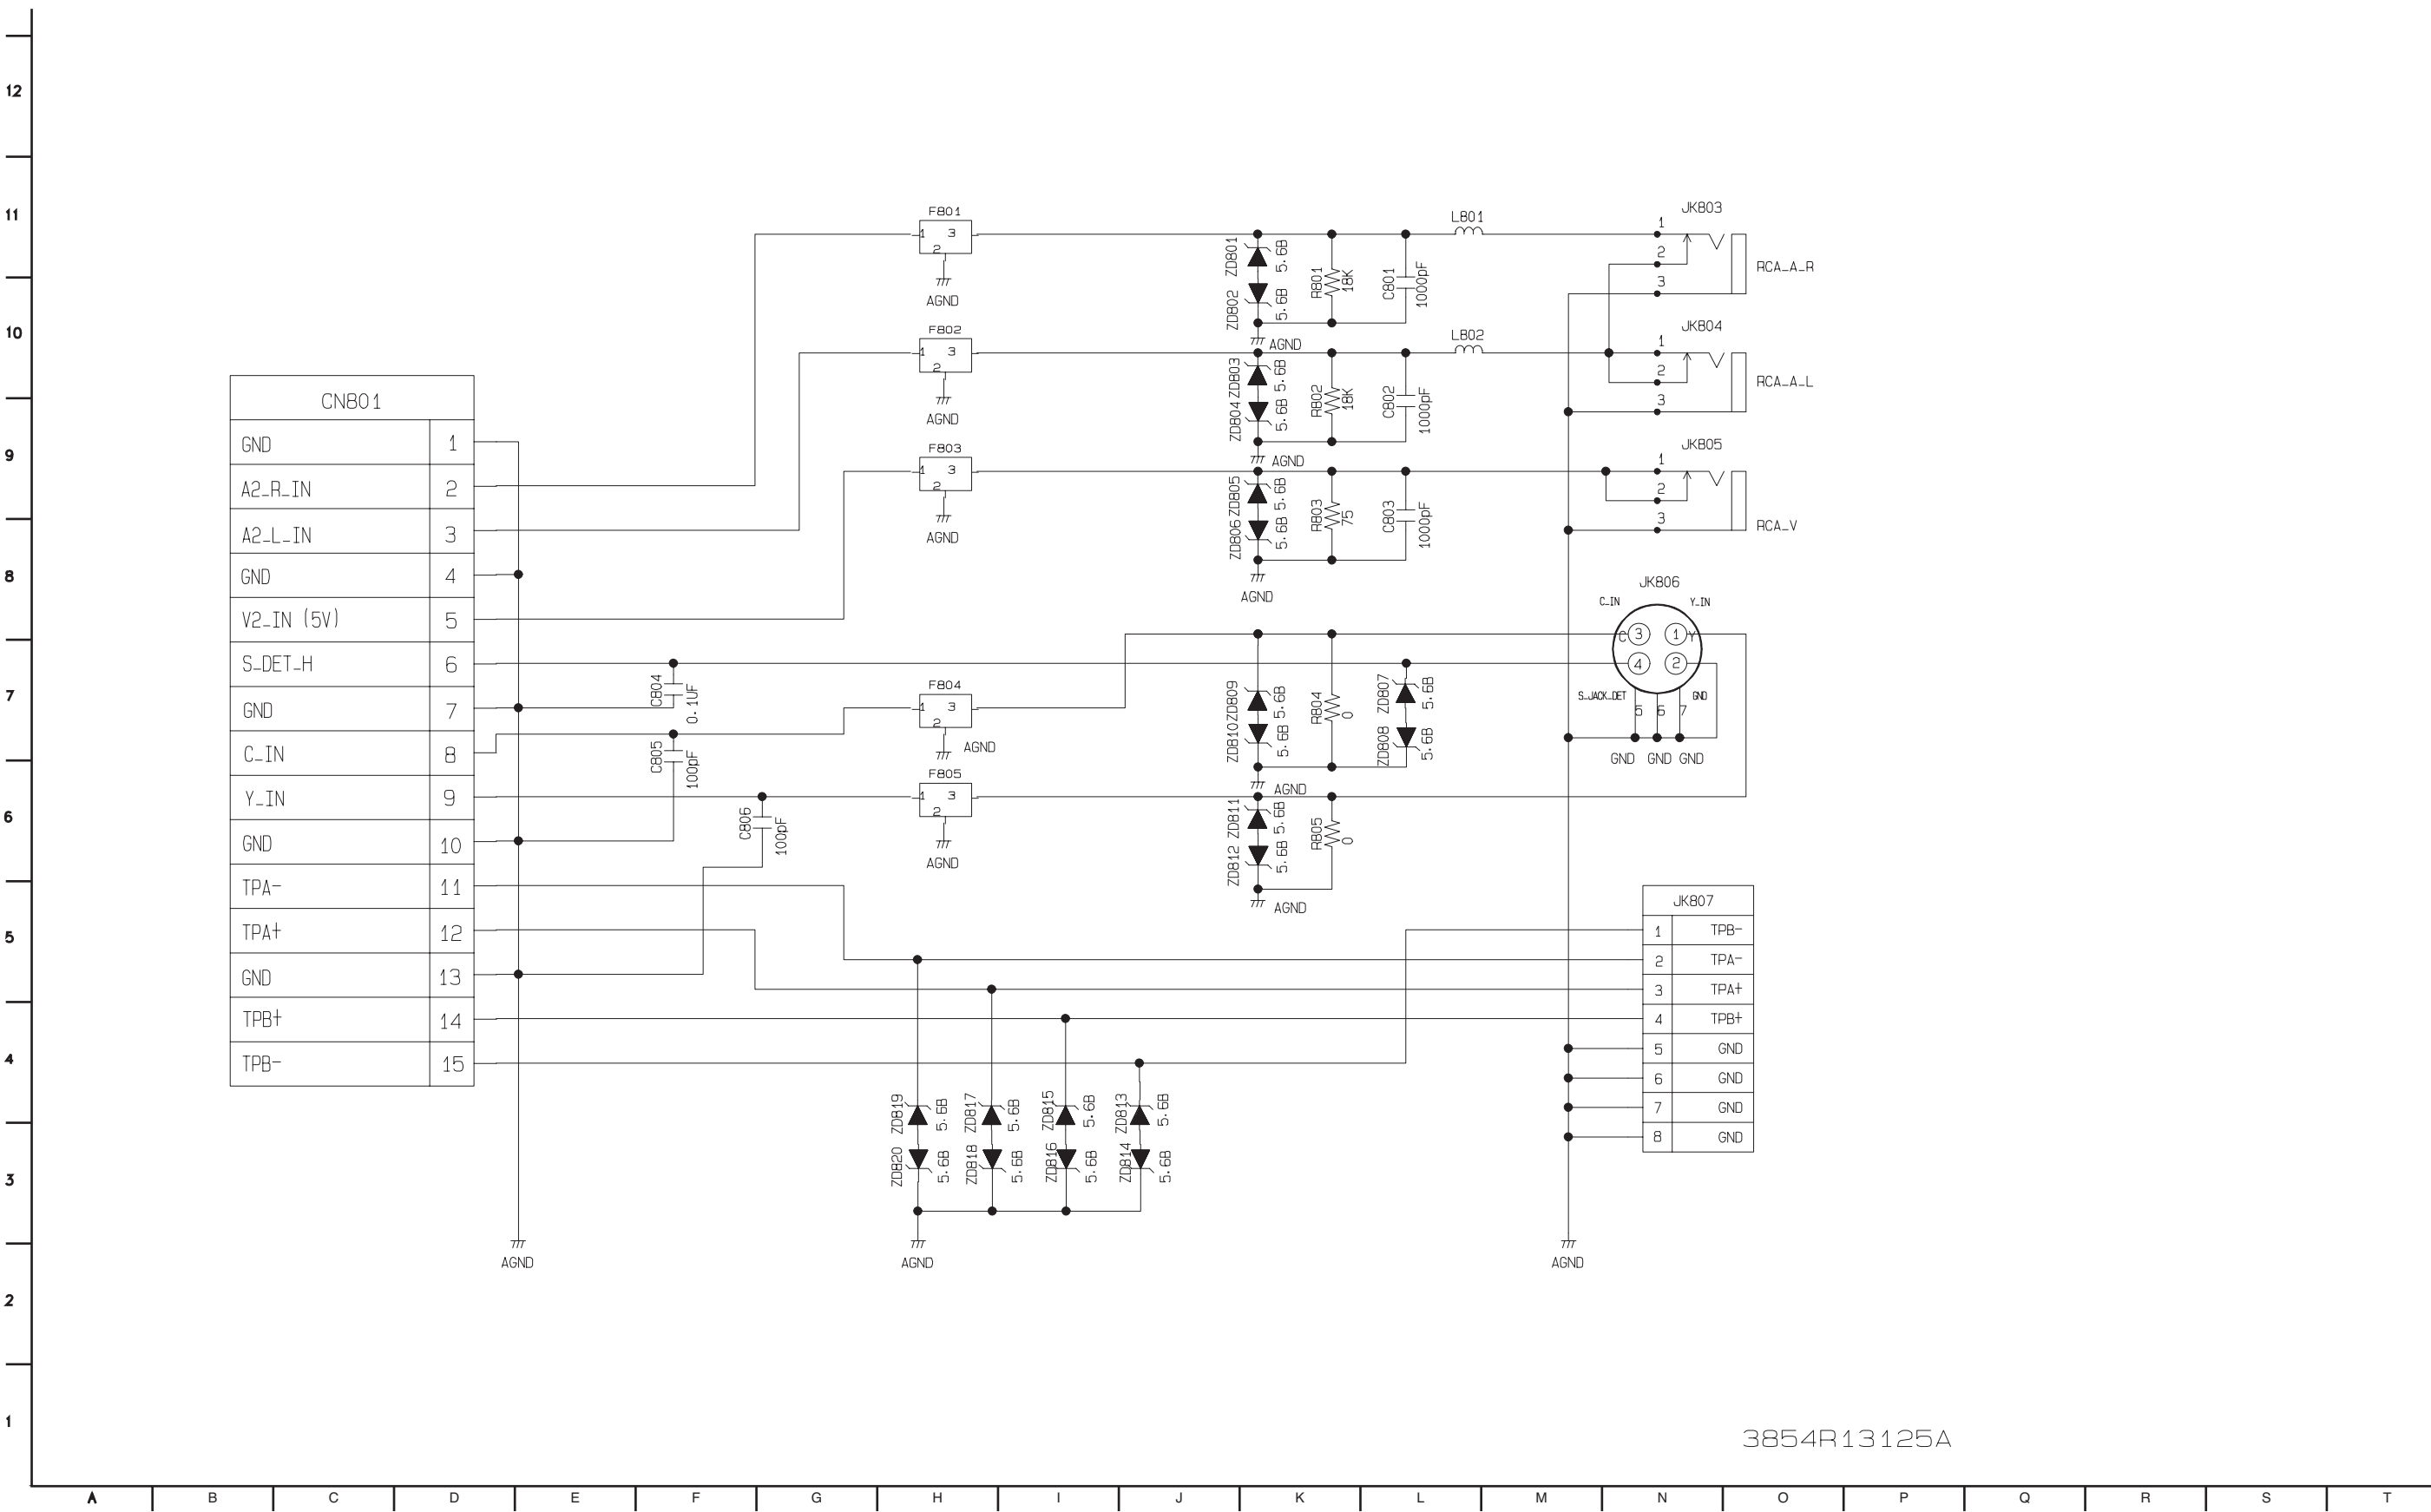 12
11
10
9
8
7
6
5
4
3
2
1
A B C D E F G H I J K L M N O P Q R S T
CN801
GND 1
A2_R_IN 2
A2_L_IN 3
GND 4
V2_IN (5V) 5
S_DET_H 6
GND 7
C_IN 8
Y_IN 9
GND 10
TPA- 11
TPA+ 12
GND 13
TPB+ 14
TPB- 15
AGND
C804
0.1UF
C805
100pF
C806
100pF
F801
1 3
2
AGND
F802
1 3
2
AGND
F803
1 3
2
AGND
F804
1 3
2
AGND
F805
1 3
2
AGND
ZD801
5.6B
ZD802
5.6B
R801
18K
C801
1000pF
L801
AGND
ZD803
5.6B
ZD804
5.6B
R802
18K
C802
1000pF
L802
AGND
ZD805
5.6B
ZD806
5.6B
R803
75
C803
1000pF
AGND
ZD809
5.6B
ZD810
5.6B
R804
0
ZD807
5.6B
ZD808
5.6B
AGND
ZD811
5.6B
ZD812
5.6B
R805
0
AGND
ZD819
5.6B
ZD820
5.6B
ZD817
5.6B
ZD818
5.6B
ZD815
5.6B
ZD816
5.6B
ZD813
5.6B
ZD814
5.6B
AGND
JK803
1
2
3
RCA_A_R
JK804
1
2
3
RCA_A_L
JK805
1
2
3
RCA_V
JK806
C_IN Y_IN
C 3 1 Y
4 2
S_JACK_DET GND
5 6 7
GND GND GND
JK807
1 TPB-
2 TPA-
3 TPA+
4 TPB+
5 GND
6 GND
7 GND
8 GND
AGND
3854R13125A